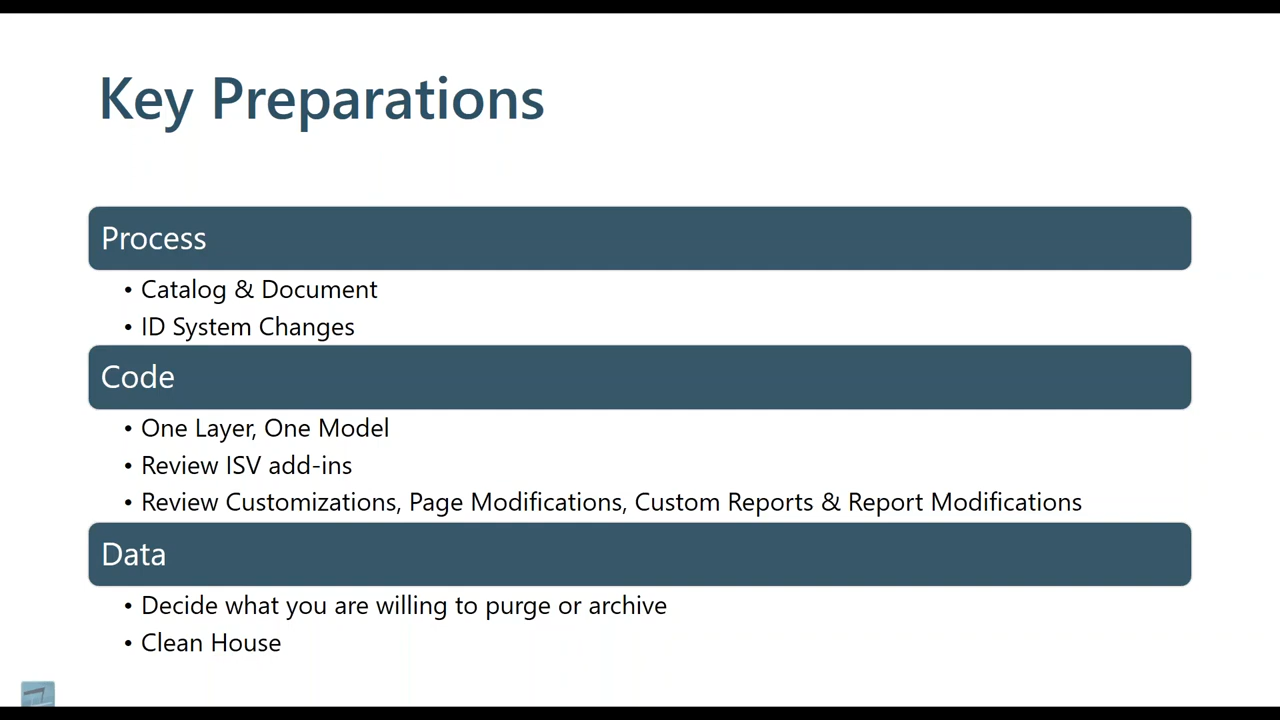 Key Preparations
Process
• Catalog & Document
• ID System Changes
Code
• One Layer, One Model
• Review ISV add-ins
• Review Customizations, Page Modifications, Custom Reports & Report Modifications
Data
• Decide what you are willing to purge or archive
• Clean House